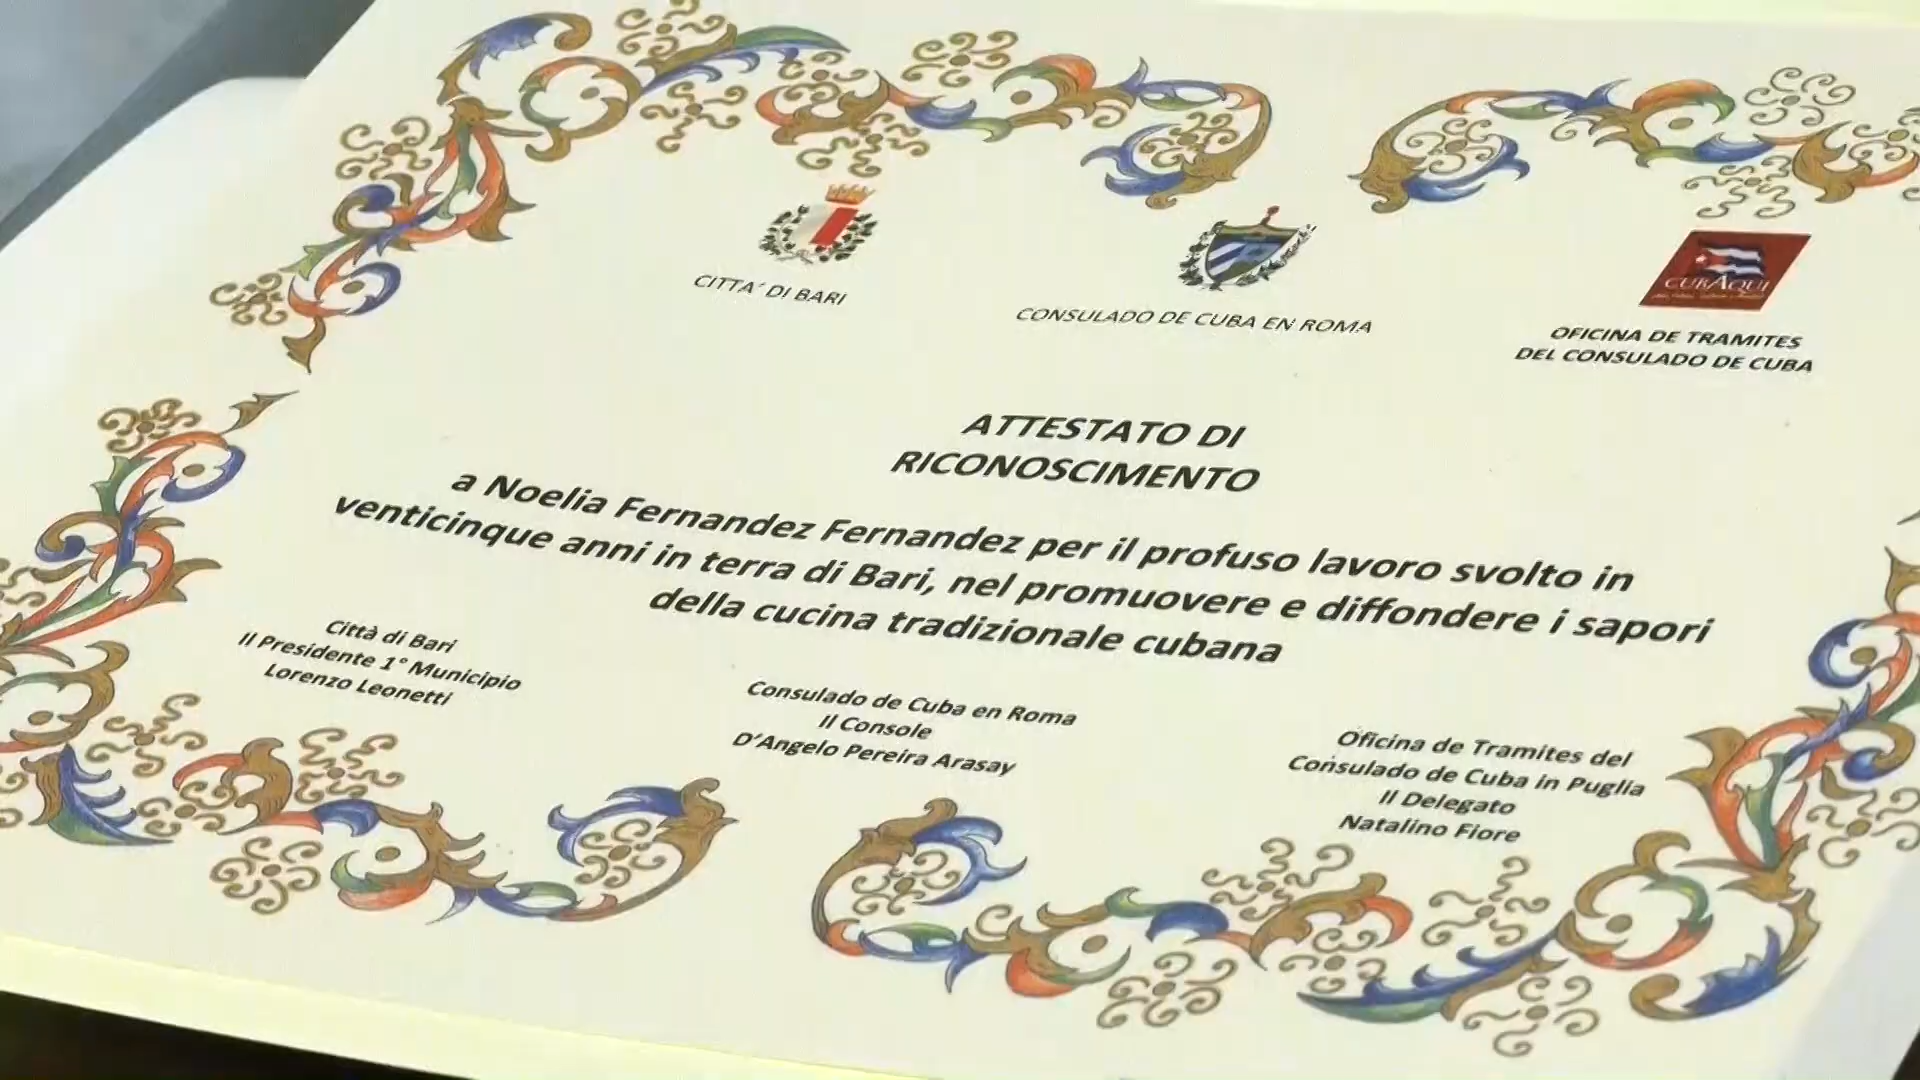 CITTA' DI BARI
CONSULADO DE CUBA EN ROMA
CUBAQUI
OFICINA DE TRAMITES
DEL CONSULADO DE CUBA
ATTESTATO DI
RICONOSCIMENTO
a Noelia Fernandez Fernandez per il profuso lavoro svolto in
venticinque anni in terra di Bari, nel promuovere e diffondere i sapori
della cucina tradizionale cubana
Città di Bari
Il Presidente 1° Municipio
Lorenzo Leonetti
Consulado de Cuba en Roma
Il Console
D'Angelo Pereira Arasay
Oficina de Tramites del
Consulado de Cuba in Puglia
Il Delegato
Natalino Fiore